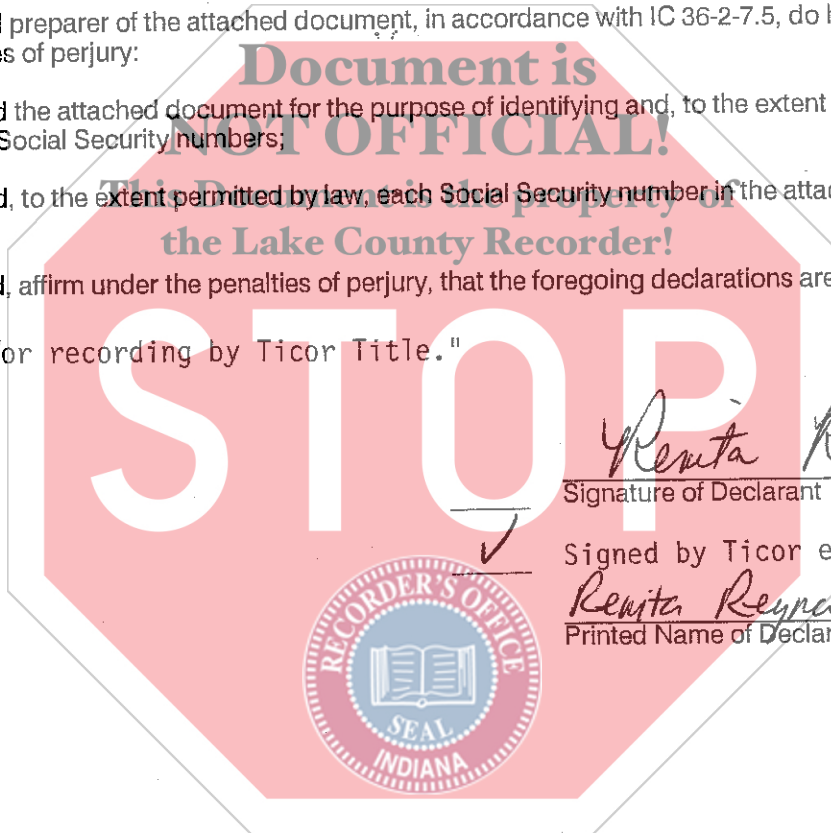 preparer of the attached document, in accordance with IC 36-2-7.5, do
of perjury:
Document is
the attached document for the purpose of identifying and, to the extent
NOT OFFICIAL!
Social Security numbers;
This Document is the property of
, to the extent permitted by law, each Social Security number in the
the Lake County Recorder!
, affirm under the penalties of perjury, that the foregoing declarations are
or recording by Ticor Title."
STOP
Renita
Signature of Declarant
✓ Signed by Ticor e
Renita
Printed Name of
RECORDER'S OFFICE
SEAL
INDIANA